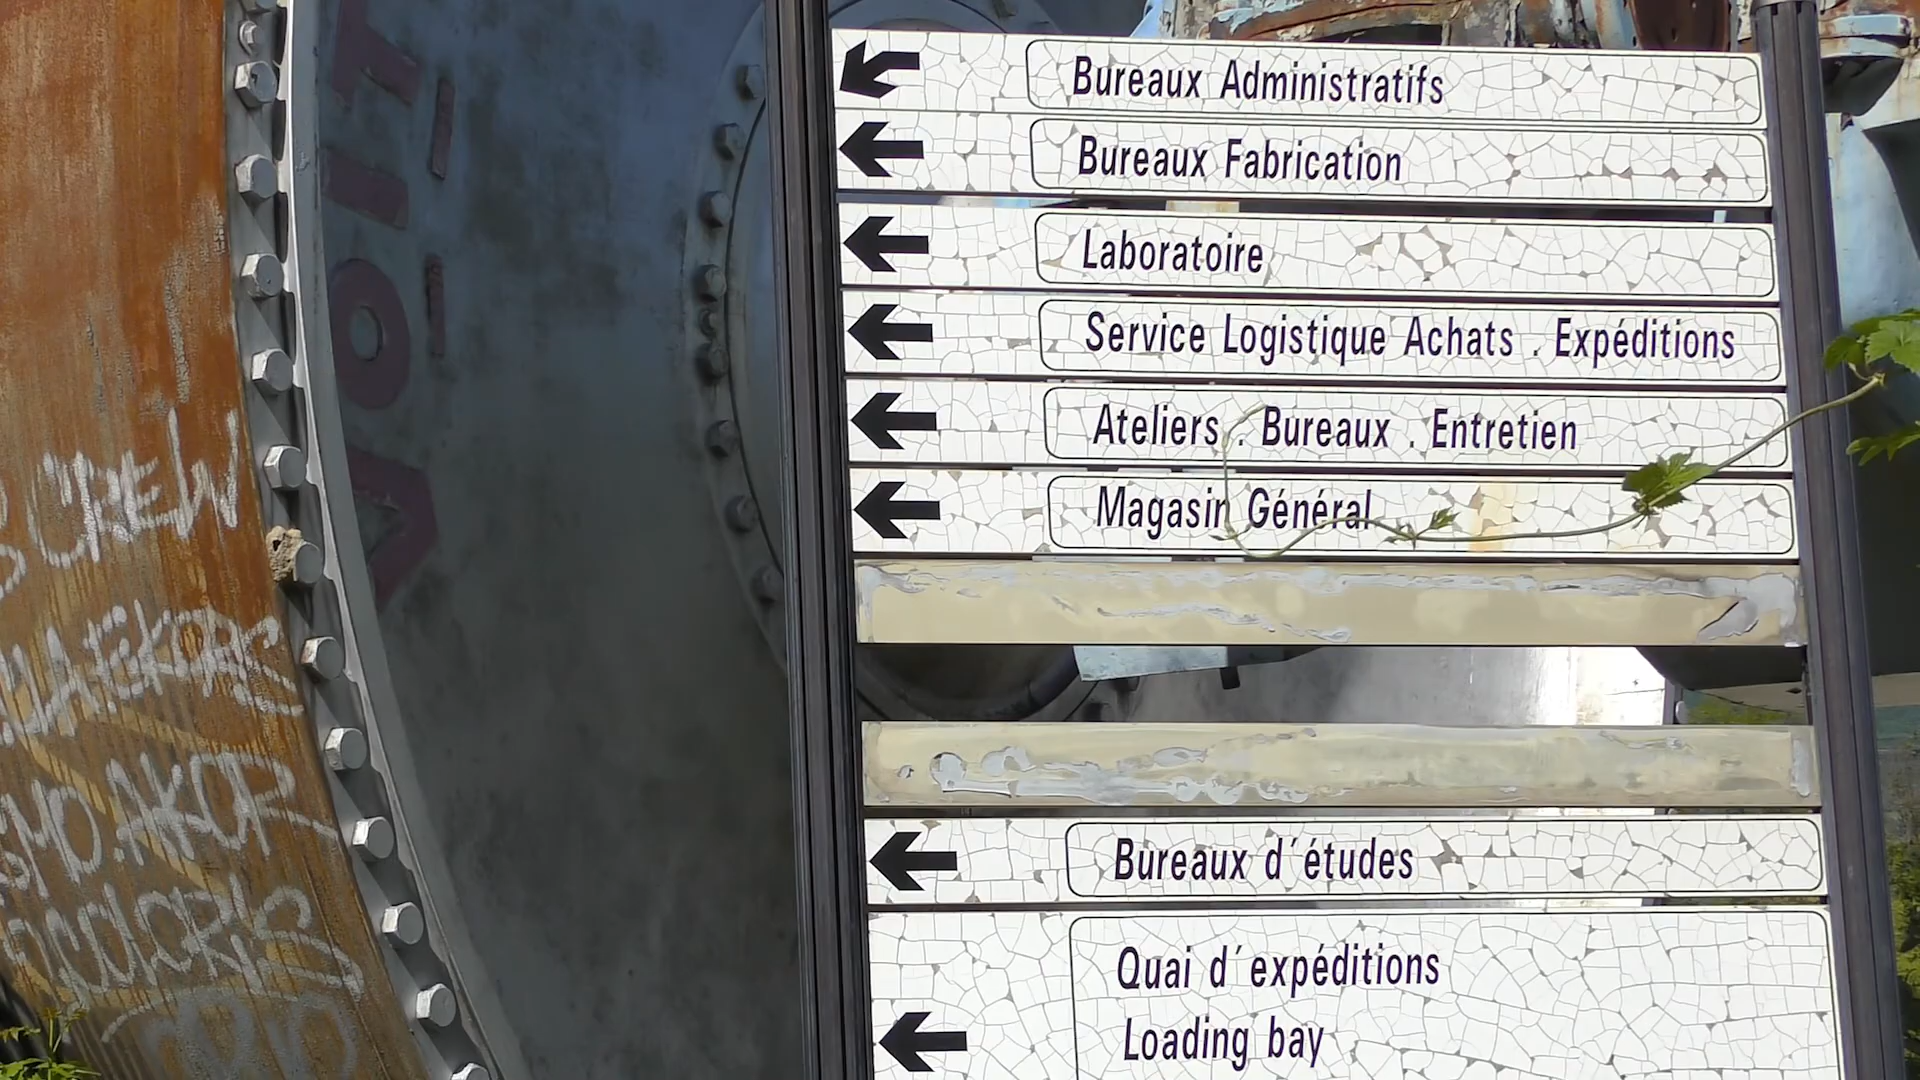 Bureaux Administratifs
Bureaux Fabrication
Laboratoire
Service Logistique Achats . Expéditions
Ateliers . Bureaux . Entretien
Magasin Général
Bureaux d´études
Quai d´expéditions
Loading bay
CREW